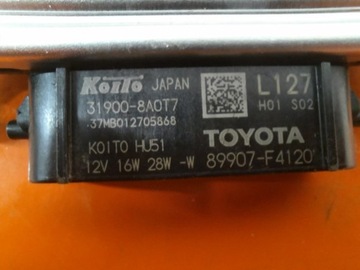 KOITO JAPAN
31900-8A0T7
37MB012705868
KOITO HU51
12V 16W 28W -W
L127
H01 S02
TOYOTA
89907-F4120